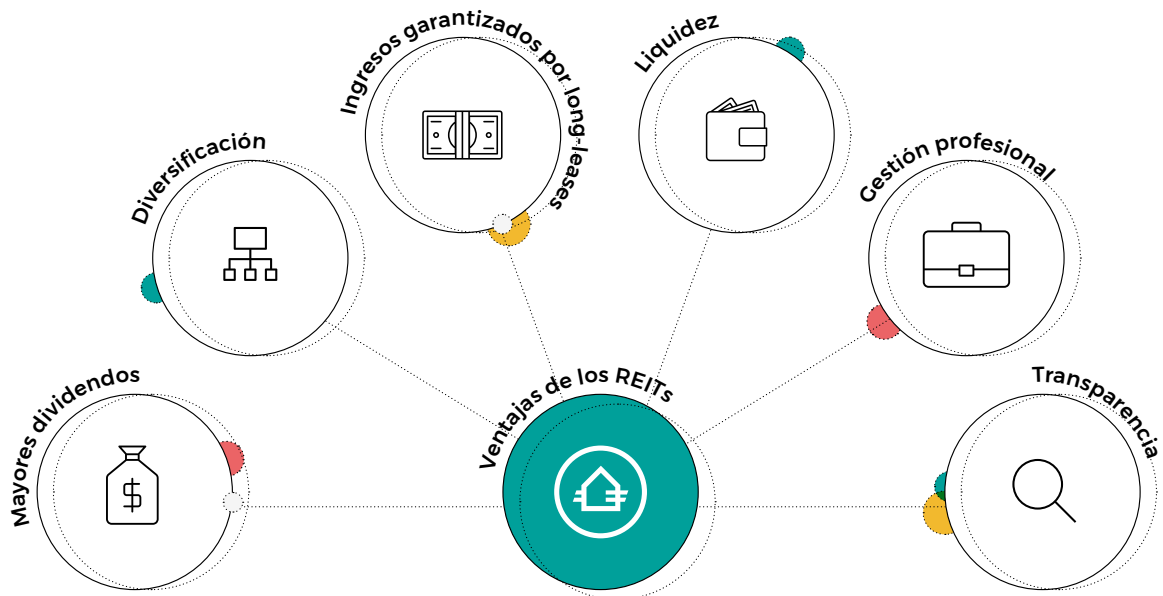 Mayores dividendos
Diversificación
Ingresos garantizados por long-leases
Liquidez
Gestión profesional
Transparencia
Ventajas de los REITs